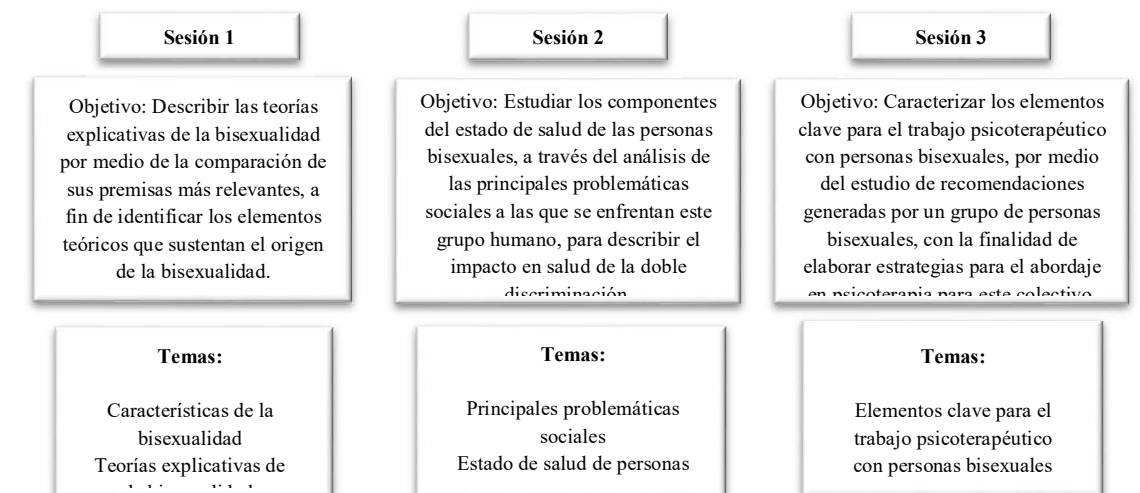 Sesión 1
Objetivo: Describir las teorías
explicativas de la bisexualidad
por medio de la comparación de
sus premisas más relevantes, a
fin de identificar los elementos
teóricos que sustentan el origen
de la bisexualidad.
Temas:
Características de la
bisexualidad
Teorías explicativas de
Sesión 2
Objetivo: Estudiar los componentes
del estado de salud de las personas
bisexuales, a través del análisis de
las principales problemáticas
sociales a las que se enfrentan este
grupo humano, para describir el
impacto en salud de la doble
discriminación
Temas:
Principales problemáticas
sociales
Estado de salud de personas
Sesión 3
Objetivo: Caracterizar los elementos
clave para el trabajo psicoterapéutico
con personas bisexuales, por medio
del estudio de recomendaciones
generadas por un grupo de personas
bisexuales, con la finalidad de
elaborar estrategias para el abordaje
en psicoterapia para este colectivo
Temas:
Elementos clave para el
trabajo psicoterapéutico
con personas bisexuales